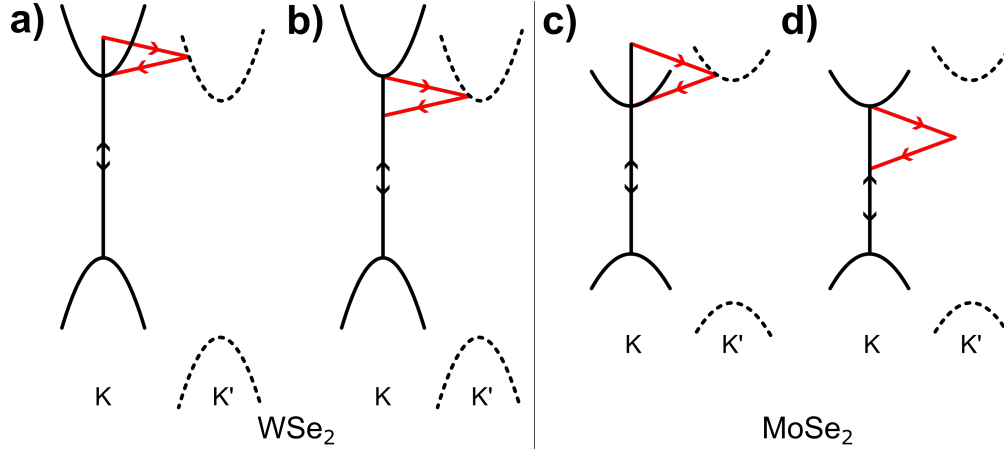 a) b) c) d)
K K' K K' K K' K K'
WSe₂ MoSe₂